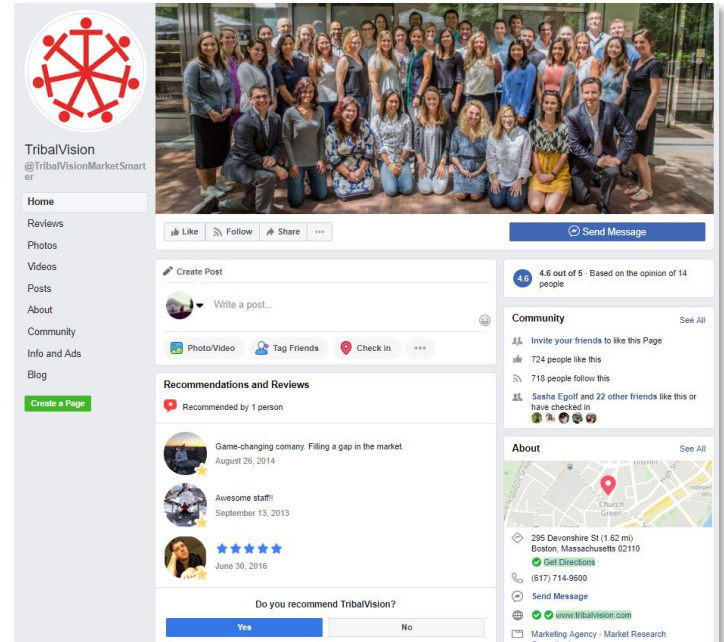 TribalVision
@TribalVisionMarketSmart
er
Home
Reviews
Photos
Videos
Posts
About
Community
Info and Ads
Blog
Create a Page
Like
Follow
Share
Send Message
Create Post
Write a post...
Photo/Video
Tag Friends
Check in
Recommendations and Reviews
Recommended by 1 person
Game-changing comany. Filling a gap in the market.
August 26, 2014
Awesome staff!!
September 13, 2013
June 30, 2016
Do you recommend TribalVision?
Yes
No
4.6
4.6 out of 5 · Based on the opinion of 14
people
Community
See All
Invite your friends to like this Page
724 people like this
718 people follow this
Sasha Egolf and 22 other friends like this or
have checked in
About
See All
Church
Green
295 Devonshire St (1.62 mi)
Boston, Massachusetts 02110
Get Directions
(617) 714-9600
Send Message
www.tribalvision.com
Marketing Agency · Market Research